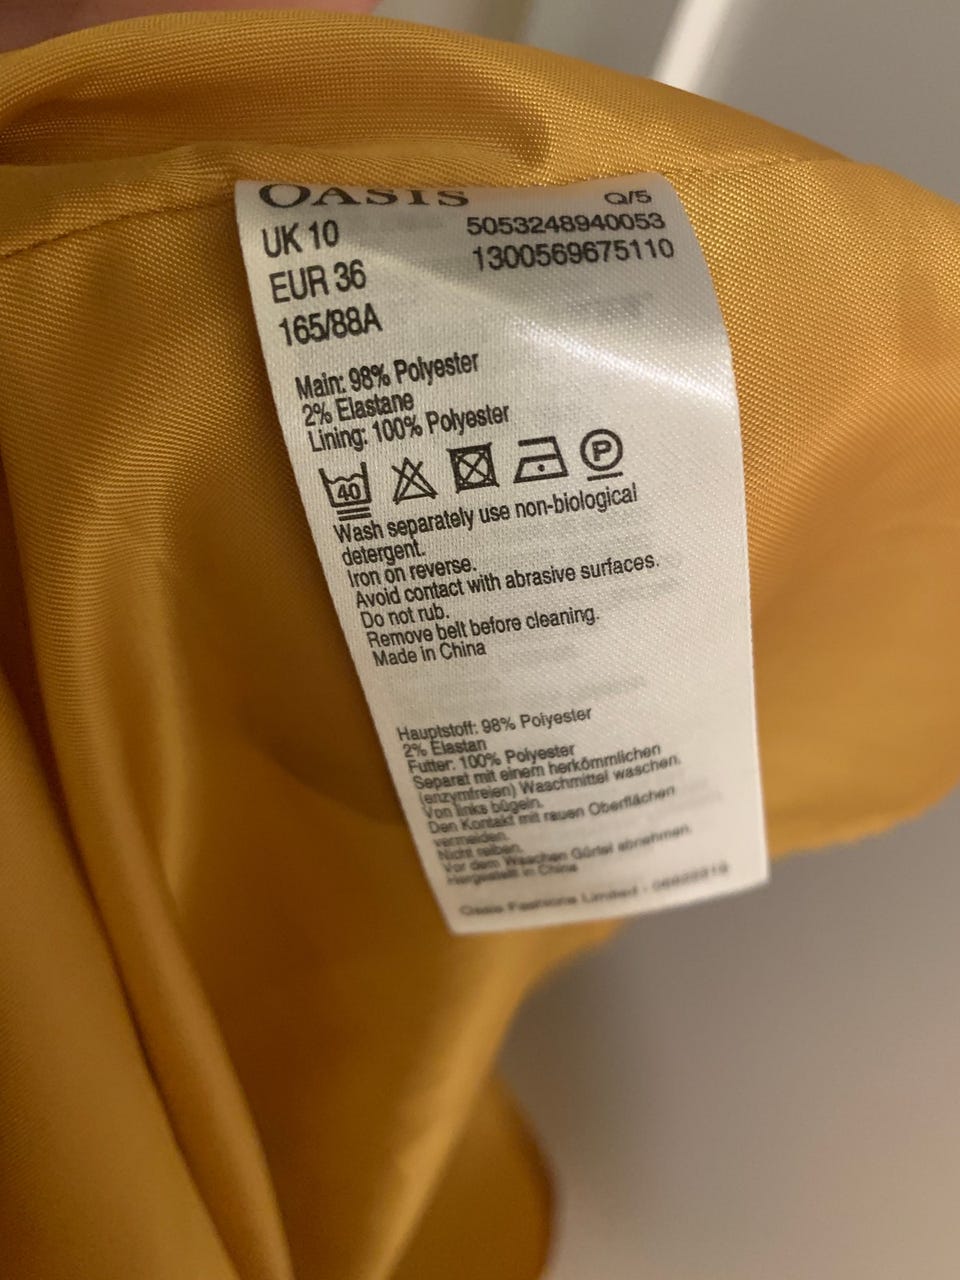 OASIS
Q/5
UK 10
5053248940053
EUR 36
1300569675110
165/88A
Main: 98% Polyester
2% Elastane
Lining: 100% Polyester
40
P
Wash separately use non-biological
detergent.
Iron on reverse.
Avoid contact with abrasive surfaces.
Do not rub.
Remove belt before cleaning.
Made in China
Hauptstoff: 98% Polyester
2% Elastan
Futter: 100% Polyester
Separat mit einem herkömmlichen
(enzymfreien) Waschmittel waschen.
Von links bügeln.
Den Kontakt mit rauen Oberflächen
vermeiden.
Nicht reiben.
Vor dem Waschen Gürtel abnehmen.
Hergestellt in China
Oasis Fashions Limited -